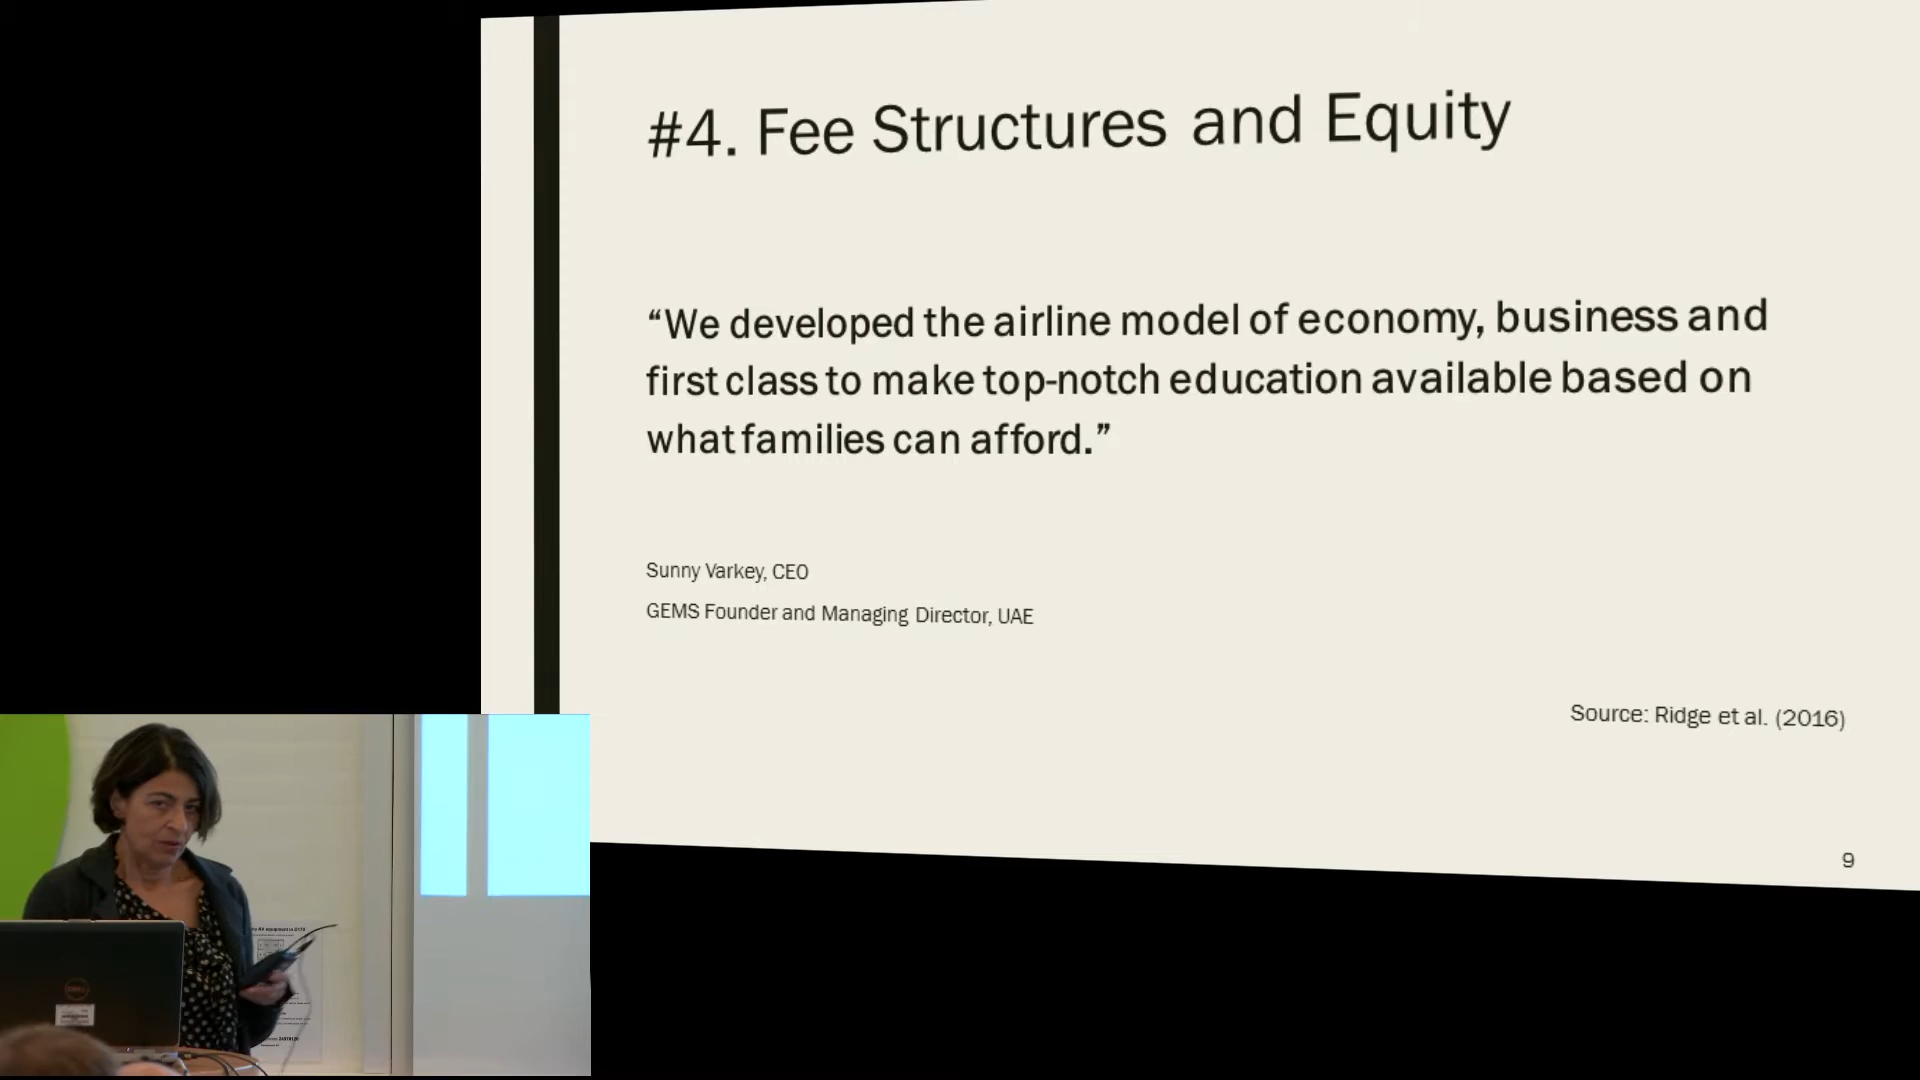 #4. Fee Structures and Equity
“We developed the airline model of economy, business and
first class to make top-notch education available based on
what families can afford.”
Sunny Varkey, CEO
GEMS Founder and Managing Director, UAE
Source: Ridge et al. (2016)
9
DELL